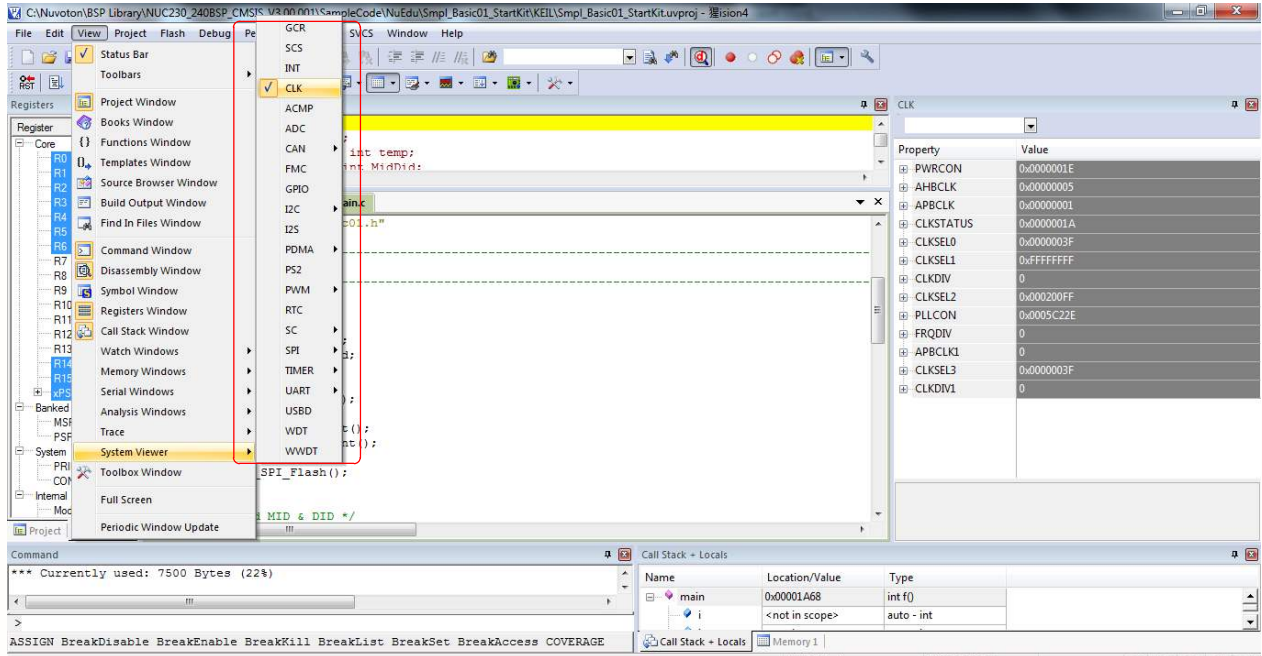 C:\Nuvoton\BSP Library\NUC230_240BSP_CMSIS_V3.00.001\SampleCode\NuEdu\Smpl_Basic01_StartKit\KEIL\Smpl_Basic01_StartKit.uvproj - 猩ision4
File Edit View Project Flash Debug Pe SVCS Window Help
Status Bar
Toolbars
Project Window
Books Window
Functions Window
Templates Window
Source Browser Window
Build Output Window
Find In Files Window
Command Window
Disassembly Window
Symbol Window
Registers Window
Call Stack Window
Watch Windows
Memory Windows
Serial Windows
Analysis Windows
Trace
System Viewer
Toolbox Window
Full Screen
Periodic Window Update
GCR
SCS
INT
CLK
ACMP
ADC
CAN
FMC
GPIO
I2C
I2S
PDMA
PS2
PWM
RTC
SC
SPI
TIMER
UART
USBD
WDT
WWDT
RST
Registers
Register
Core
R0
R1
R2
R3
R4
R5
R6
R7
R8
R9
R10
R11
R12
R13
R14
R15
xPS
Banked
MSP
PSP
System
PRI
CON
Internal
Mod
Project
int temp;
int MidDid;
ain.c
c01.h"
d;
);
t();
nt();
_SPI_Flash();
d MID & DID */
CLK
Property Value
PWRCON 0x0000001E
AHBCLK 0x00000005
APBCLK 0x00000001
CLKSTATUS 0x0000001A
CLKSEL0 0x0000003F
CLKSEL1 0xFFFFFFFF
CLKDIV 0
CLKSEL2 0x000200FF
PLLCON 0x0005C22E
FRQDIV 0
APBCLK1 0
CLKSEL3 0x0000003F
CLKDIV1 0
Command
*** Currently used: 7500 Bytes (22%)
>
ASSIGN BreakDisable BreakEnable BreakKill BreakList BreakSet BreakAccess COVERAGE
Call Stack + Locals
Name Location/Value Type
main 0x00001A68 int f()
i <not in scope> auto - int
Call Stack + Locals Memory 1